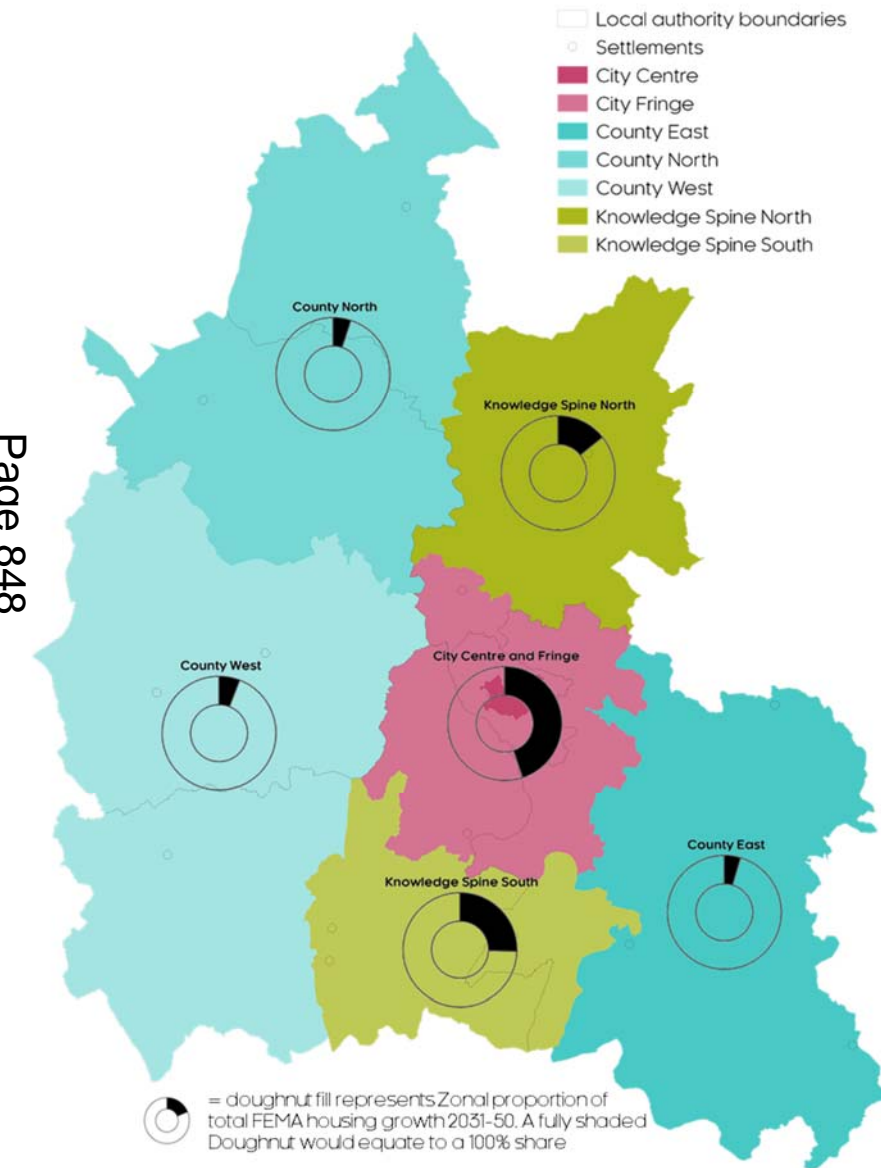 Local authority boundaries
Settlements
City Centre
City Fringe
County East
County North
County West
Knowledge Spine North
Knowledge Spine South
County North
Knowledge Spine North
Page 848
City Centre and Fringe
County West
County East
Knowledge Spine South
= doughnut fill represents Zonal proportion of
total FEMA housing growth 2031-50. A fully shaded
Doughnut would equate to a 100% share